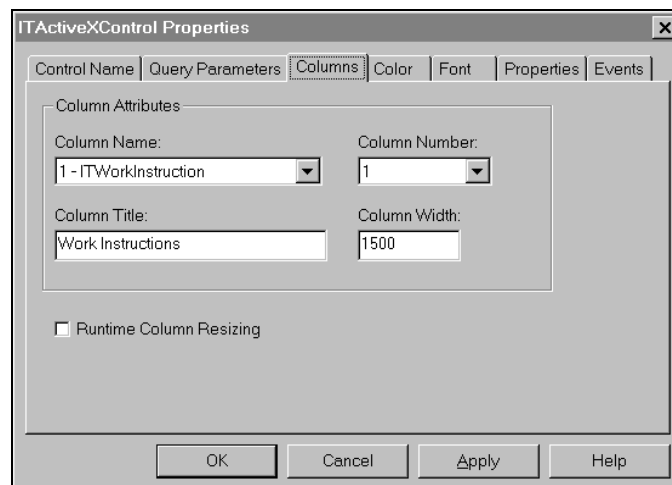 ITActiveXControl Properties
Control Name Query Parameters Columns Color Font Properties Events
Column Attributes
Column Name: Column Number:
1 - ITWorkInstruction 1
Column Title: Column Width:
Work Instructions 1500
Runtime Column Resizing
OK Cancel Apply Help